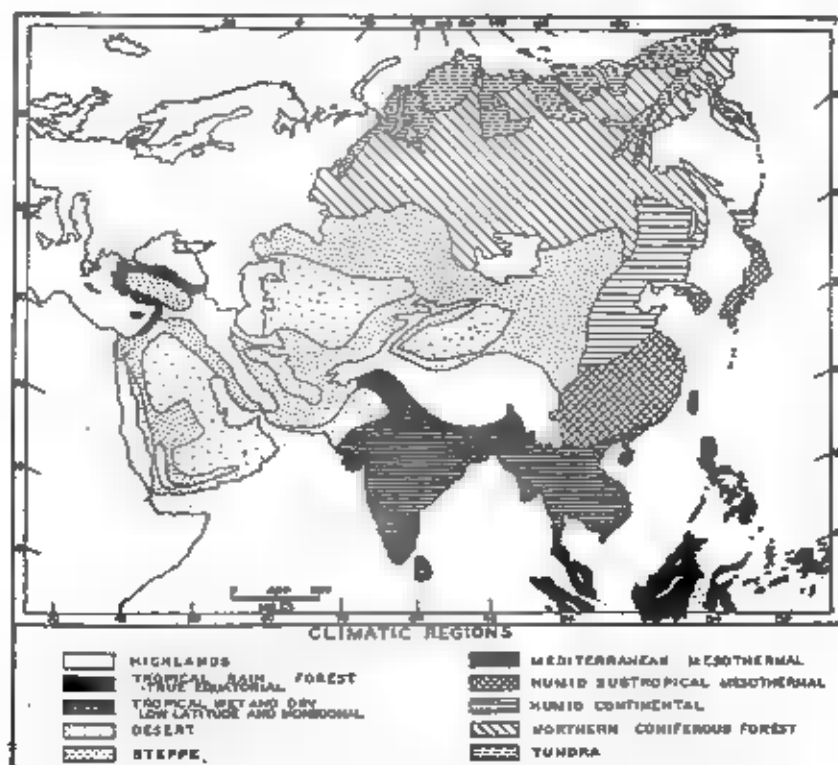 MILES
CLIMATIC REGIONS
HIGHLANDS
TROPICAL RAIN FOREST
TRUE EQUATORIAL
TROPICAL WET AND DRY
LOW LATITUDE AND MONSOONAL
DESERT
STEPPE
MEDITERRANEAN MESOTHERMAL
HUMID SUBTROPICAL MESOTHERMAL
HUMID CONTINENTAL
NORTHERN CONIFEROUS FOREST
TUNDRA